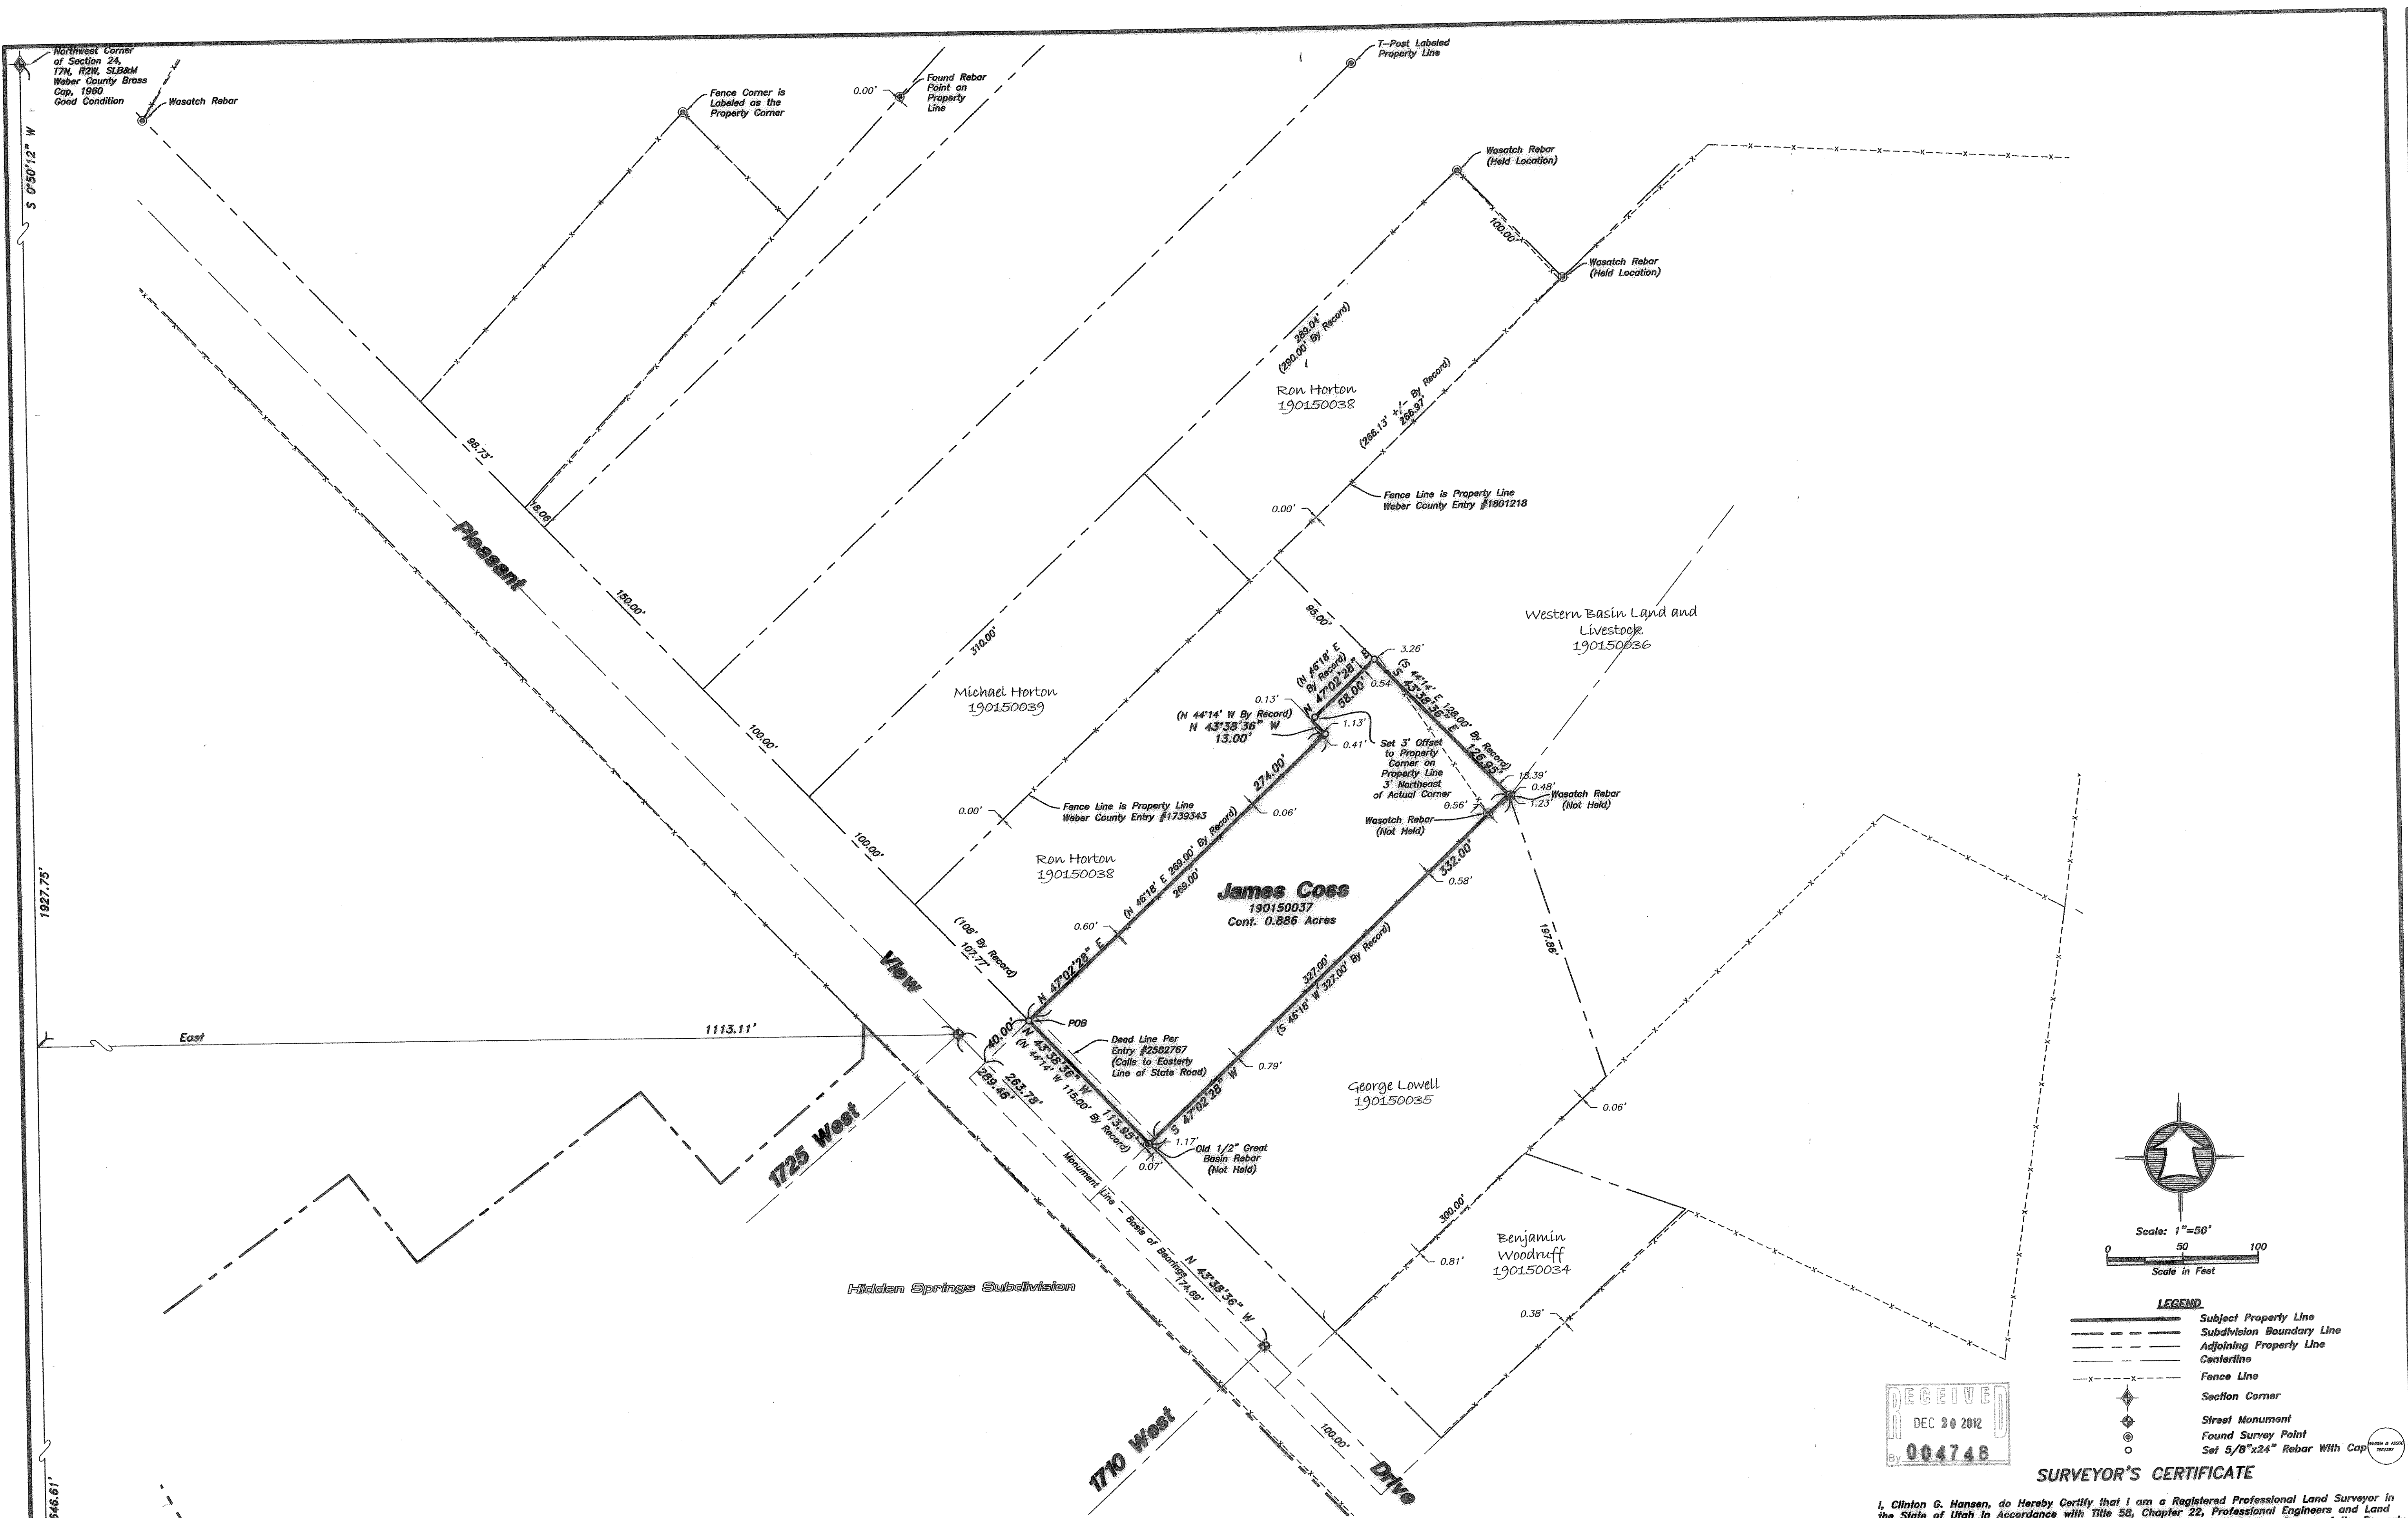 Northwest Corner
of Section 24,
T7N, R2W, SLB&M
Weber County Brass
Cap, 1960
Good Condition
Wasatch Rebar
S 0°50'12" W
Fence Corner is
Labeled as the
Property Corner
0.00'
Found Rebar
Point on
Property
Line
T-Post Labeled
Property Line
Wasatch Rebar
(Held Location)
100.00'
Wasatch Rebar
(Held Location)
289.04'
(290.00' By Record)
Ron Horton
190150038
(266.13' +/- By Record)
266.97'
98.73'
18.06'
Fence Line is Property Line
Weber County Entry #1801218
0.00'
Pleasant
150.00'
310.00'
95.00'
Western Basin Land and
Livestock
190150036
Michael Horton
190150039
(N 46°18' E
By Record)
N 47°02'28" E
58.00'
3.26'
0.54'
(S 44°14' E 128.00' By Record)
S 43°38'36" E 126.95'
0.13'
(N 44°14' W By Record)
N 43°38'36" W
13.00'
1.13'
0.41'
Set 3' Offset
to Property
Corner on
Property Line
3' Northeast
of Actual Corner
100.00'
274.00'
18.39'
0.48'
1.23'
Wasatch Rebar
(Not Held)
0.56'
Wasatch Rebar
(Not Held)
0.00'
Fence Line is Property Line
Weber County Entry #1739343
0.06'
100.00'
Ron Horton
190150038
(N 46°18' E 269.00' By Record)
269.00'
James Coss
190150037
Cont. 0.886 Acres
332.00'
0.58'
1927.75'
(108' By Record)
107.77'
0.60'
N 47°02'28" E
197.86'
View
327.00'
(S 46°18' W 327.00' By Record)
East
1113.11'
40.00'
POB
Deed Line Per
Entry #2582767
(Calls to Easterly
Line of State Road)
N 43°38'36" W 113.95'
(N 44°14' W 115.00' By Record)
263.78'
289.48'
0.79'
S 47°02'28" W
George Lowell
190150035
0.06'
1725 West
1.17'
Old 1/2" Great
Basin Rebar
(Not Held)
0.07'
Monument Line - Basis of Bearings
N 43°38'36" W
174.69'
300.00'
0.81'
Benjamin
Woodruff
190150034
0.38'
Hidden Springs Subdivision
1710 West
100.00'
Drive
646.61'
Scale: 1"=50'
0 50 100
Scale in Feet
LEGEND
Subject Property Line
Subdivision Boundary Line
Adjoining Property Line
Centerline
Fence Line
Section Corner
Street Monument
Found Survey Point
Set 5/8"x24" Rebar With Cap
RECEIVED
DEC 20 2012
By 004748
SURVEYOR'S CERTIFICATE
I, Clinton G. Hansen, do Hereby Certify that I am a Registered Professional Land Surveyor in
the State of Utah in Accordance with Title 58, Chapter 22, Professional Engineers and Land